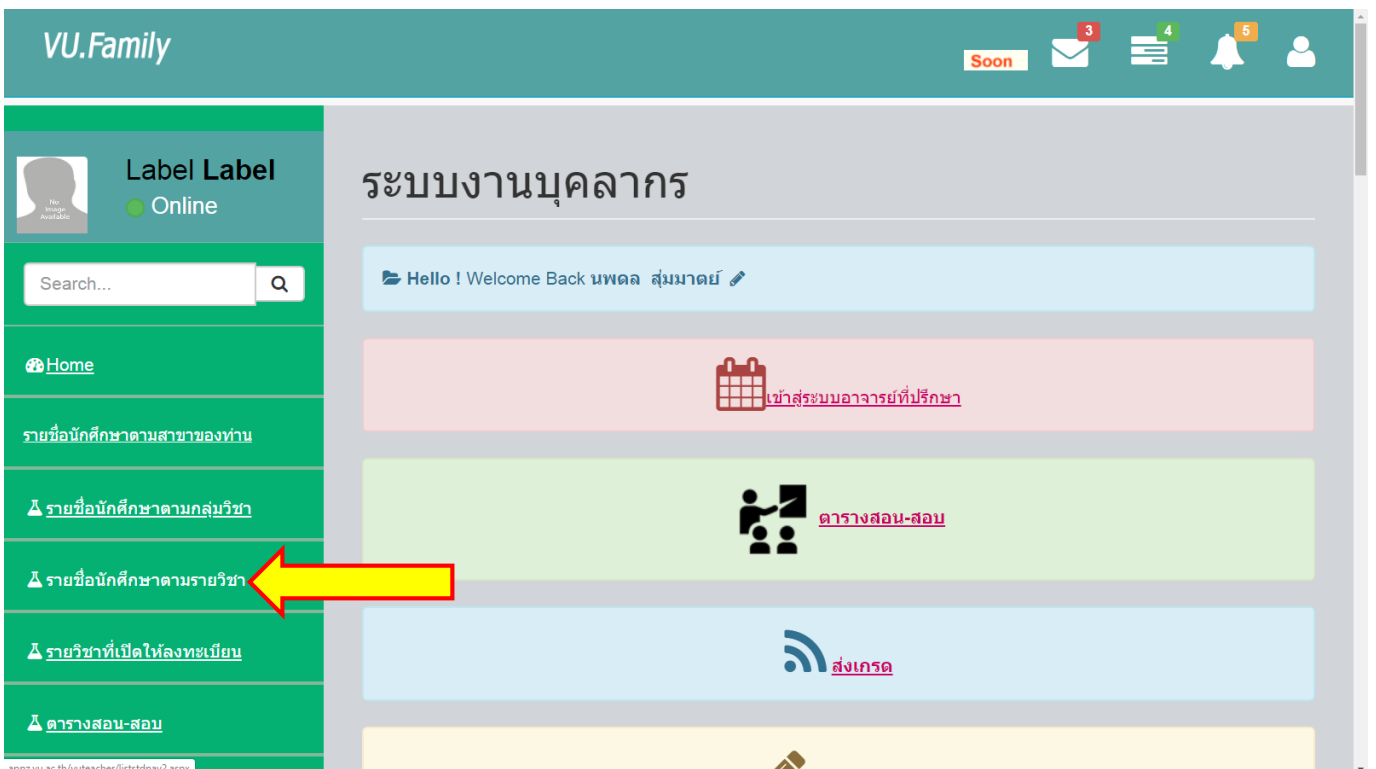 VU.Family
Soon
3
4
5
No
Image
Available
Label Label
Online
Search...
Home
รายชื่อนักศึกษาตามสาขาของท่าน
รายชื่อนักศึกษาตามกลุ่มวิชา
รายชื่อนักศึกษาตามรายวิชา
รายวิชาที่เปิดให้ลงทะเบียน
ตารางสอน-สอบ
ระบบงานบุคลากร
Hello ! Welcome Back นพดล สุ่มมาตย์
เข้าสู่ระบบอาจารย์ที่ปรึกษา
ตารางสอน-สอบ
ส่งเกรด